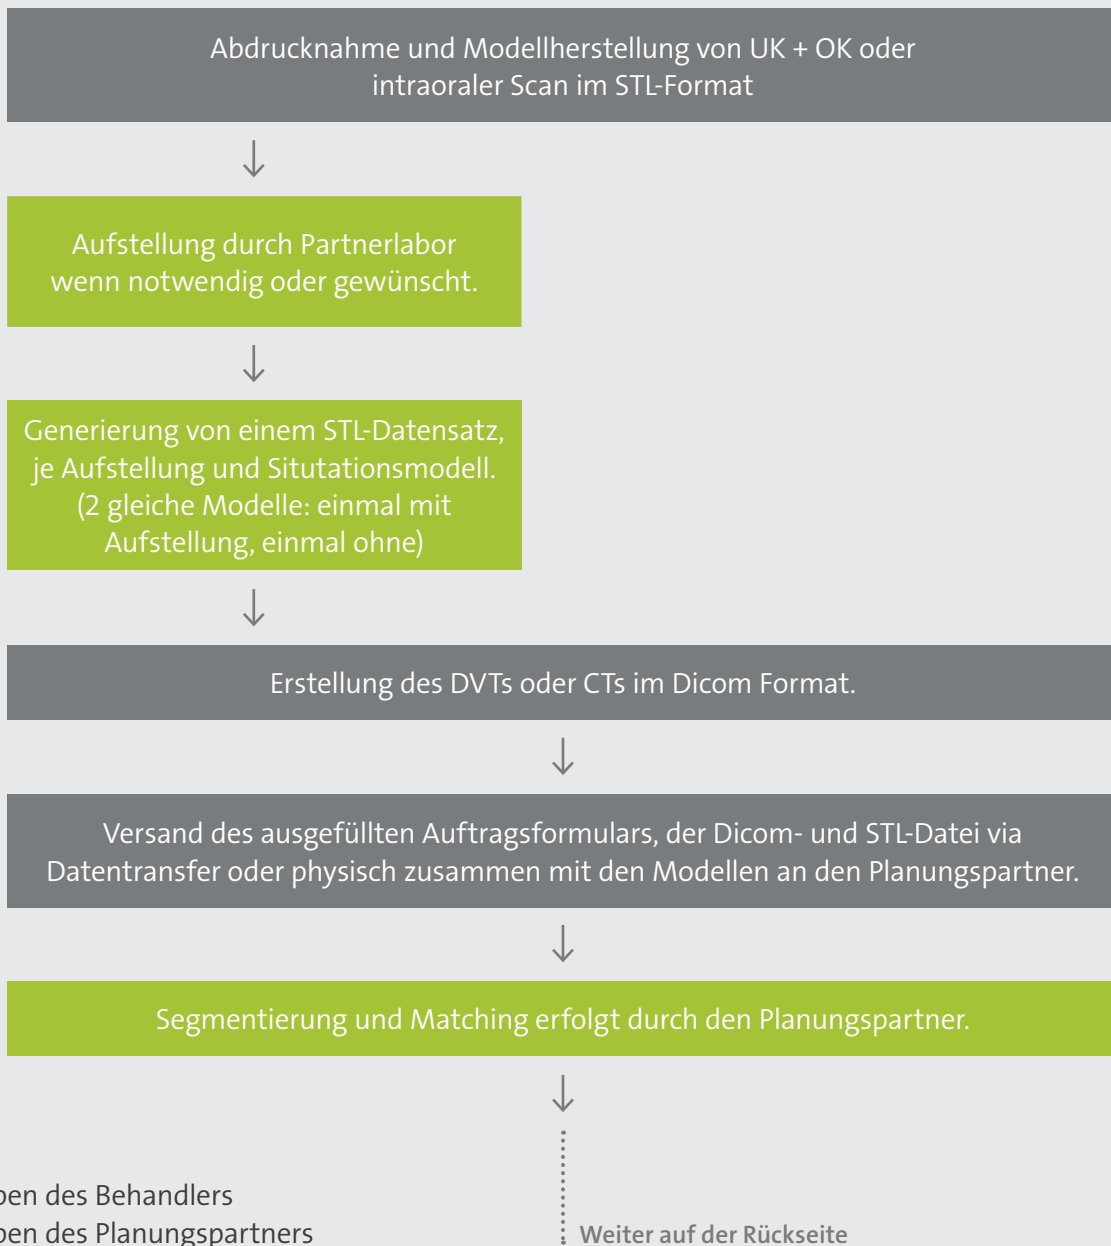 Abdrucknahme und Modellherstellung von UK + OK oder
intraoraler Scan im STL-Format
Aufstellung durch Partnerlabor
wenn notwendig oder gewünscht.
Generierung von einem STL-Datensatz,
je Aufstellung und Situtationsmodell.
(2 gleiche Modelle: einmal mit
Aufstellung, einmal ohne)
Erstellung des DVTs oder CTs im Dicom Format.
Versand des ausgefüllten Auftragsformulars, der Dicom- und STL-Datei via
Datentransfer oder physisch zusammen mit den Modellen an den Planungspartner.
Segmentierung und Matching erfolgt durch den Planungspartner.
des Behandlers
des Planungspartners
Weiter auf der Rückseite